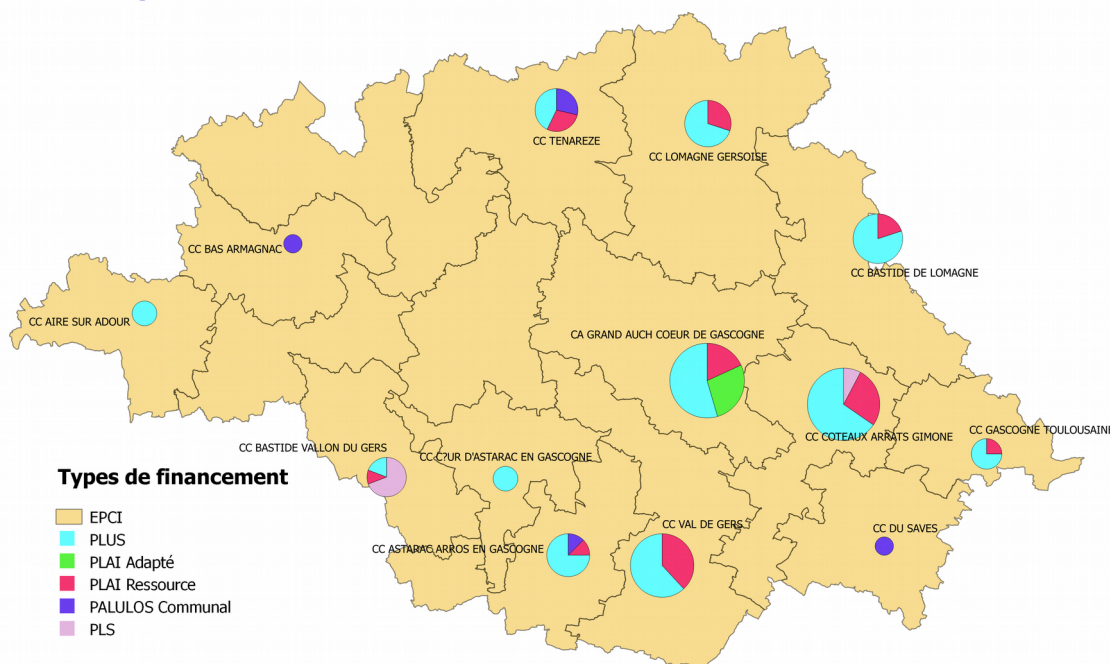 CC TENAREZE
CC LOMAGNE GERSOISE
CC BAS ARMAGNAC
CC BASTIDE DE LOMAGNE
CC AIRE SUR ADOUR
CA GRAND AUCH COEUR DE GASCOGNE
CC GASCOGNE TOULOUSAINE
CC COTEAUX ARRATS GIMONE
CC BASTIDE VALLON DU GERS
CC C?UR D'ASTARAC EN GASCOGNE
CC VAL DE GERS
CC DU SAVES
CC ASTARAC ARROS EN GASCOGNE
Types de financement
EPCI
PLUS
PLAI Adapté
PLAI Ressource
PALULOS Communal
PLS